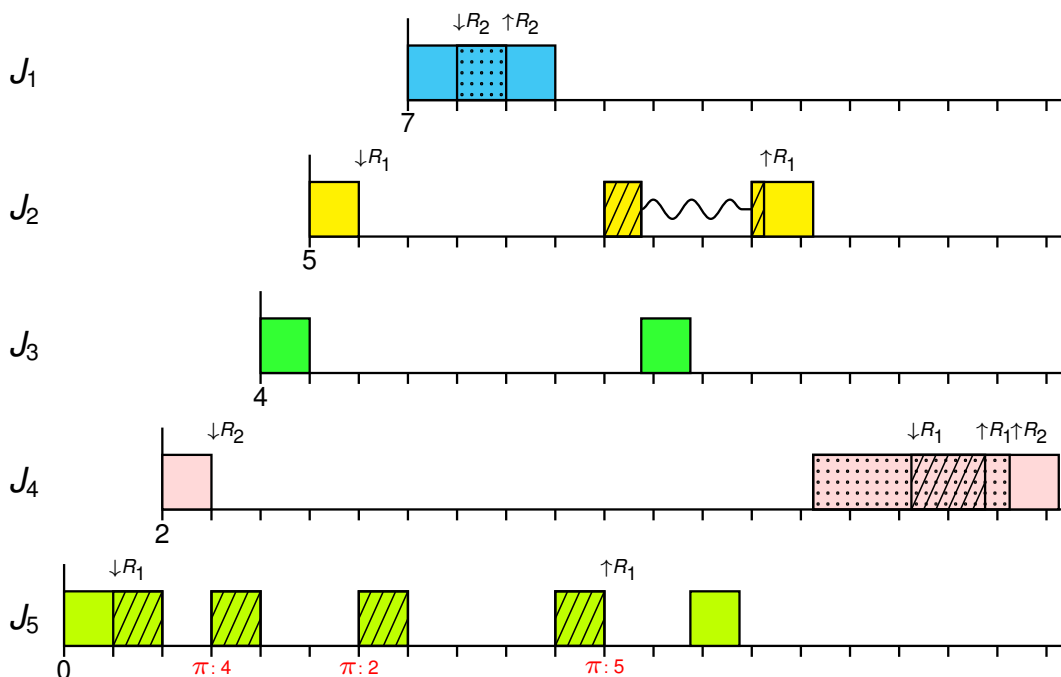 ↓R₂ ↑R₂
J₁
7
↓R₁ ↑R₁
J₂
5
J₃
4
↓R₂ ↓R₁ ↑R₁ ↑R₂
J₄
2
↓R₁ ↑R₁
J₅
0 π: 4 π: 2 π: 5